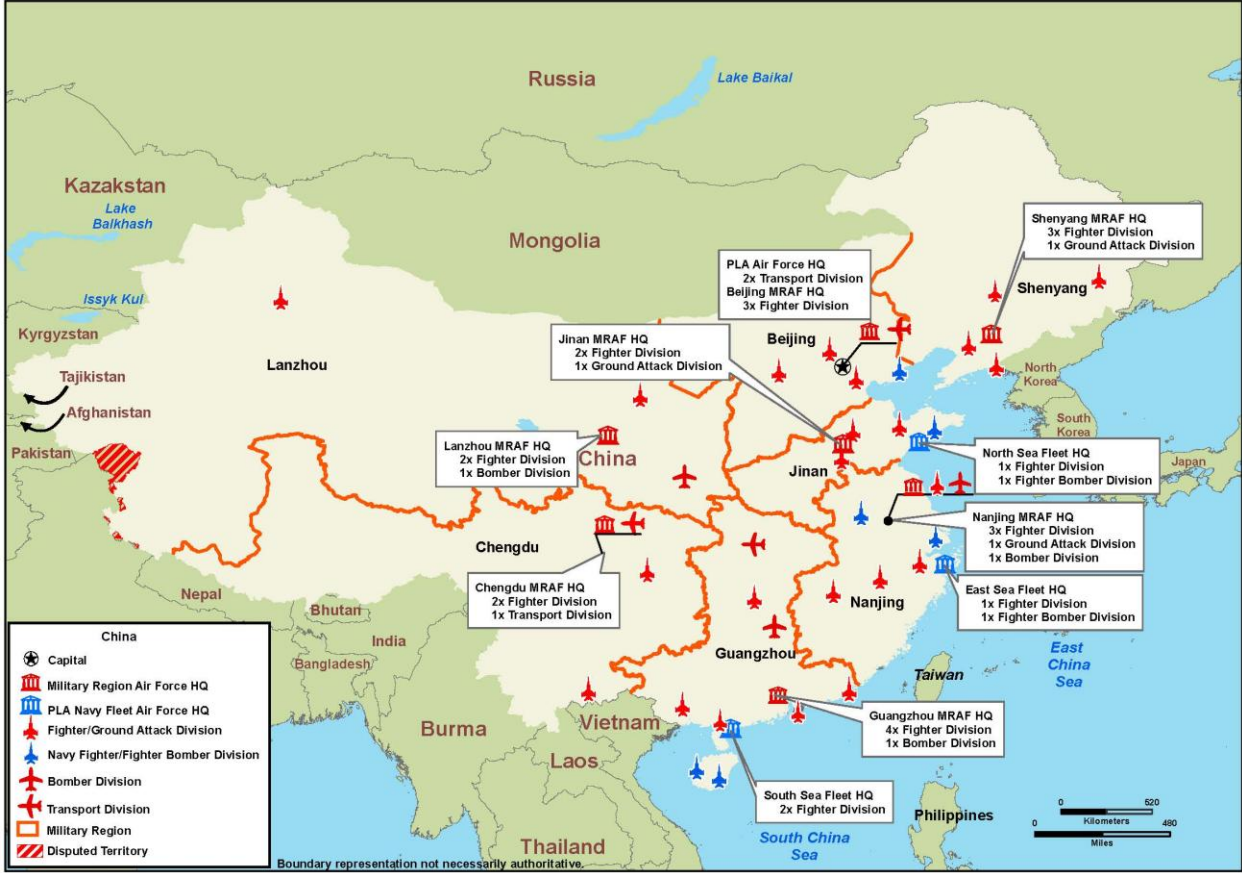 Russia
Lake Baikal
Kazakstan
Lake
Balkhash
Mongolia
Issyk Kul
Kyrgyzstan
Tajikistan
Afghanistan
Pakistan
Lanzhou
Shenyang MRAF HQ
3x Fighter Division
1x Ground Attack Division
Shenyang
PLA Air Force HQ
2x Transport Division
Beijing MRAF HQ
3x Fighter Division
Beijing
Jinan MRAF HQ
2x Fighter Division
1x Ground Attack Division
North
Korea
South
Korea
Japan
Lanzhou MRAF HQ
2x Fighter Division
1x Bomber Division
China
Jinan
North Sea Fleet HQ
1x Fighter Division
1x Fighter Bomber Division
Nanjing MRAF HQ
3x Fighter Division
1x Ground Attack Division
1x Bomber Division
Chengdu
Chengdu MRAF HQ
2x Fighter Division
1x Transport Division
Nanjing
East Sea Fleet HQ
1x Fighter Division
1x Fighter Bomber Division
Nepal
Bhutan
India
Bangladesh
Guangzhou
East
China
Sea
Taiwan
Burma
Vietnam
Laos
Guangzhou MRAF HQ
4x Fighter Division
1x Bomber Division
South Sea Fleet HQ
2x Fighter Division
Philippines
South China
Sea
Thailand
China
Capital
Military Region Air Force HQ
PLA Navy Fleet Air Force HQ
Fighter/Ground Attack Division
Navy Fighter/Fighter Bomber Division
Bomber Division
Transport Division
Military Region
Disputed Territory
Boundary representation not necessarily authoritative.
0 520
Kilometers
0 480
Miles